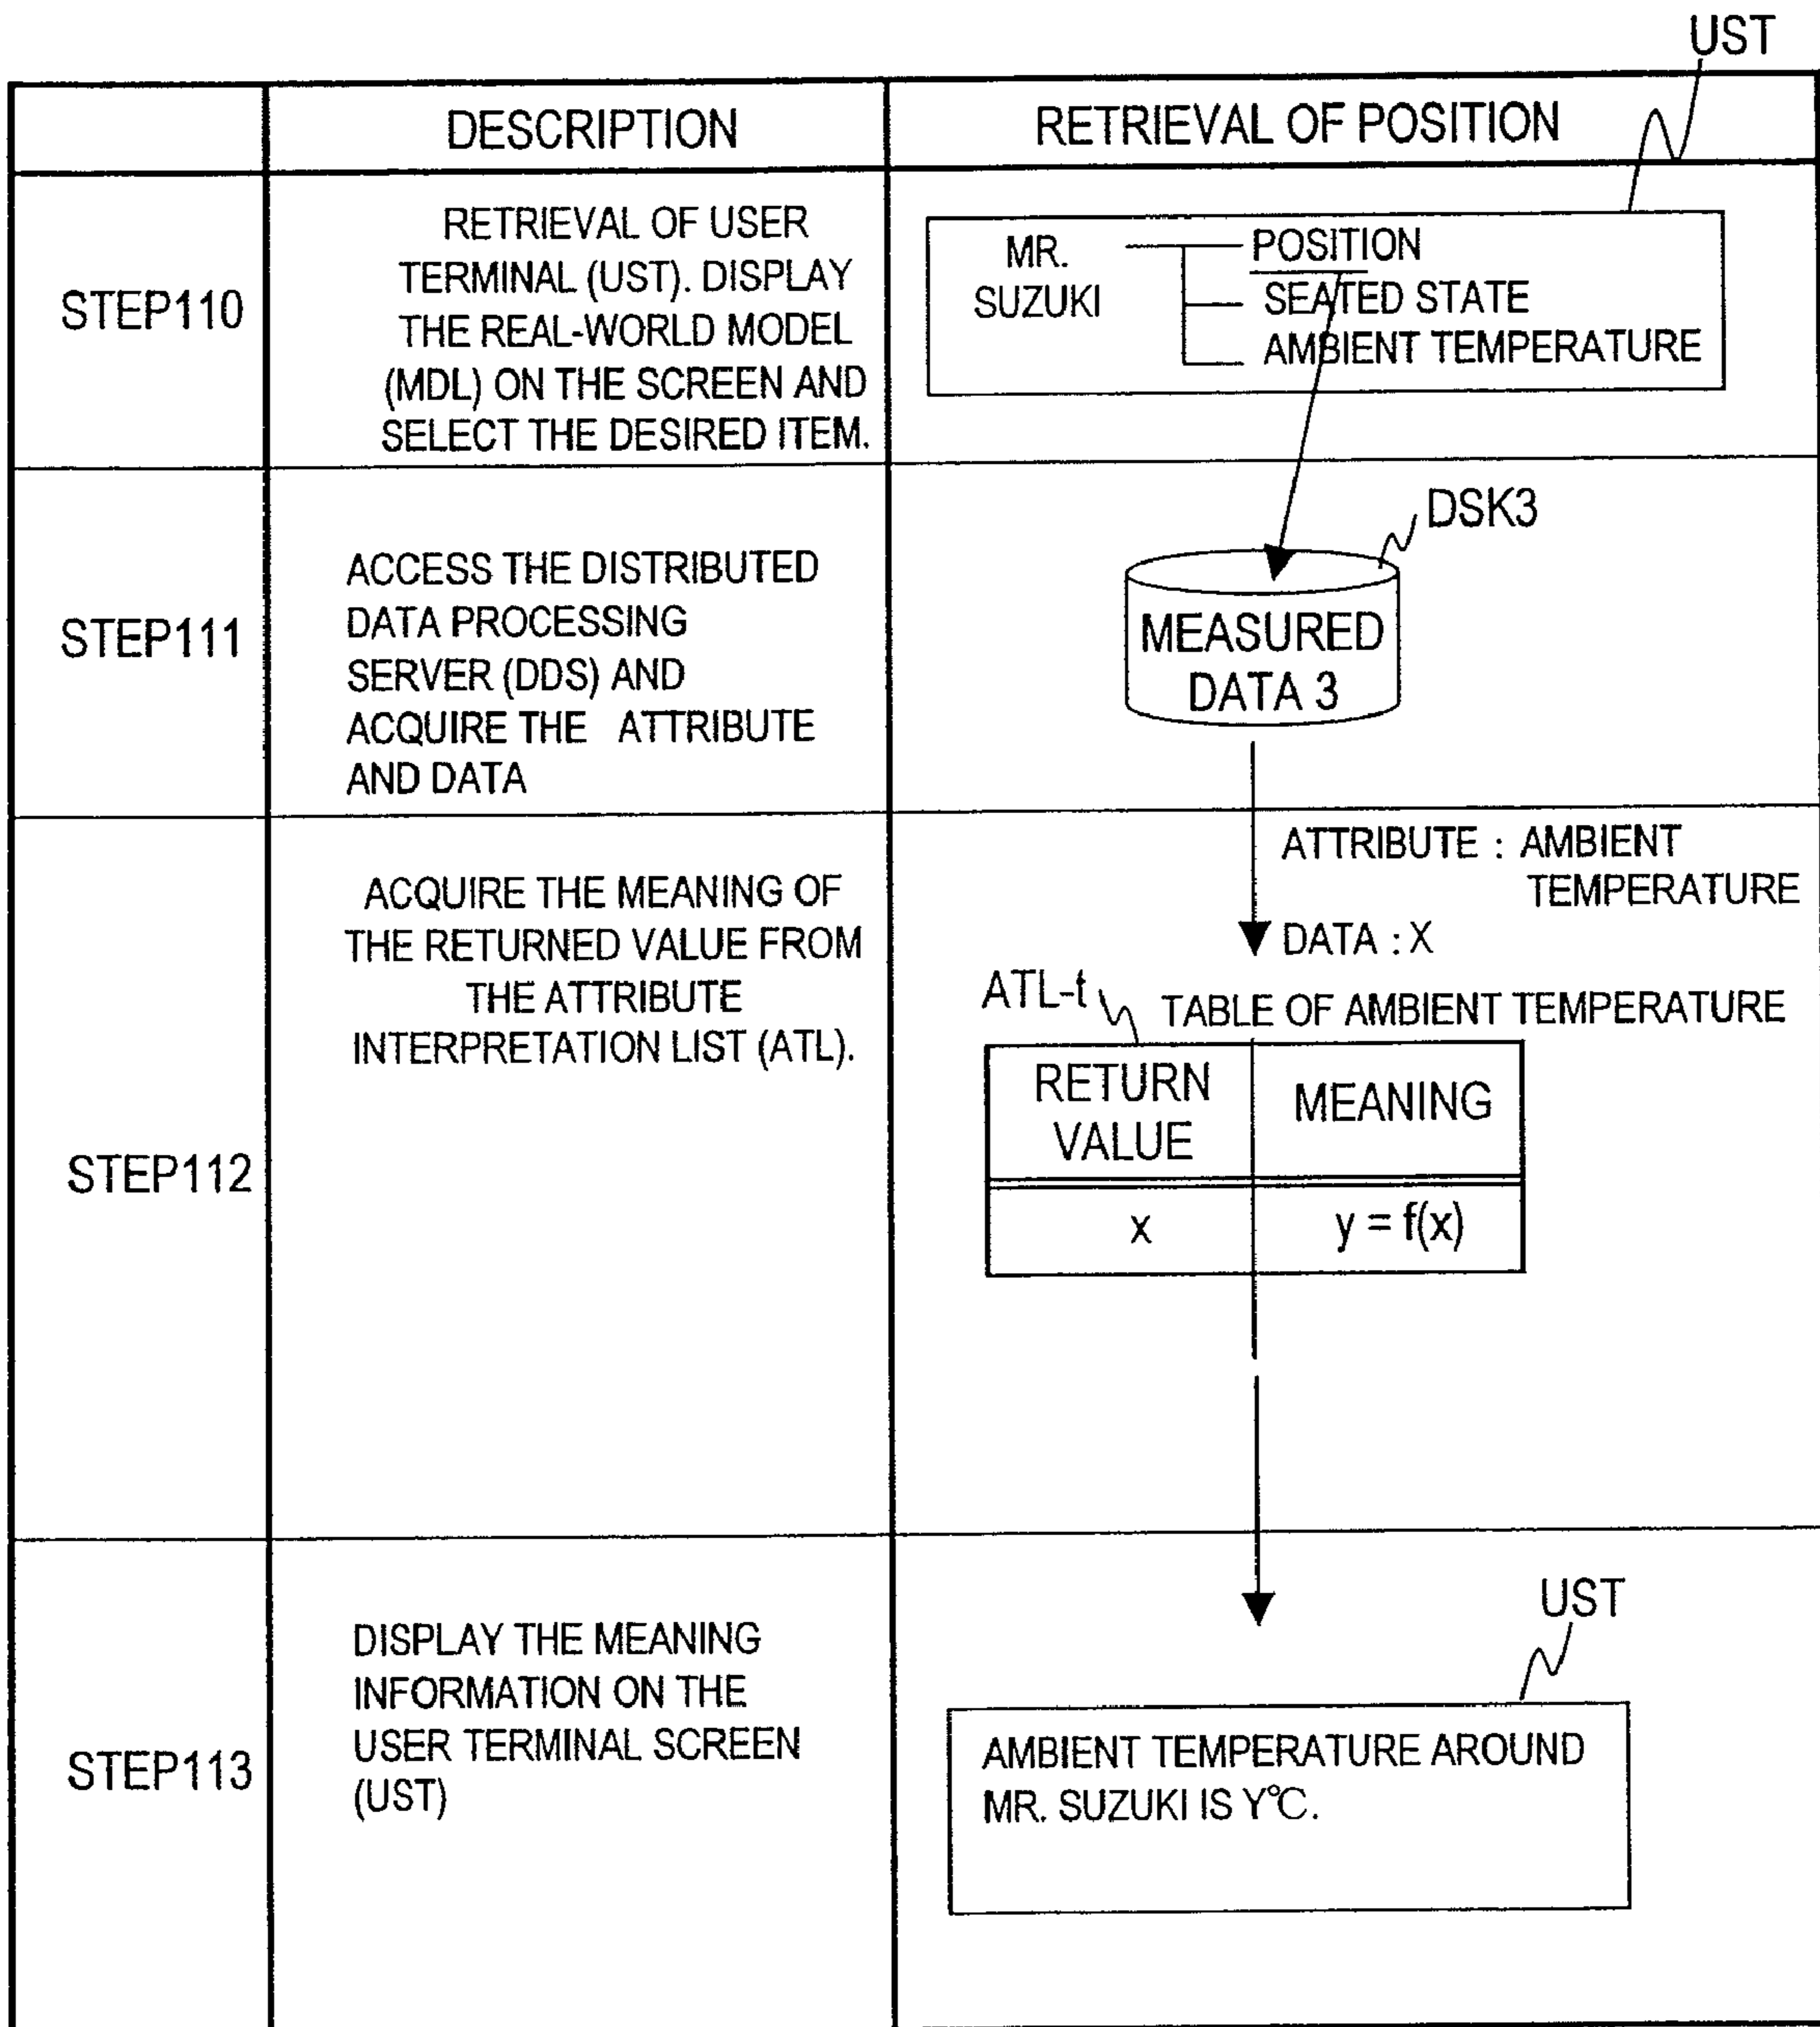 UST
DESCRIPTION
RETRIEVAL OF POSITION
STEP110
RETRIEVAL OF USER
TERMINAL (UST). DISPLAY
THE REAL-WORLD MODEL
(MDL) ON THE SCREEN AND
SELECT THE DESIRED ITEM.
MR.
SUZUKI
POSITION
SEATED STATE
AMBIENT TEMPERATURE
STEP111
ACCESS THE DISTRIBUTED
DATA PROCESSING
SERVER (DDS) AND
ACQUIRE THE ATTRIBUTE
AND DATA
DSK3
MEASURED
DATA 3
STEP112
ACQUIRE THE MEANING OF
THE RETURNED VALUE FROM
THE ATTRIBUTE
INTERPRETATION LIST (ATL).
ATTRIBUTE : AMBIENT
TEMPERATURE
DATA : X
ATL-t
TABLE OF AMBIENT TEMPERATURE
RETURN
VALUE
MEANING
x
y = f(x)
STEP113
DISPLAY THE MEANING
INFORMATION ON THE
USER TERMINAL SCREEN
(UST)
UST
AMBIENT TEMPERATURE AROUND
MR. SUZUKI IS Y℃.